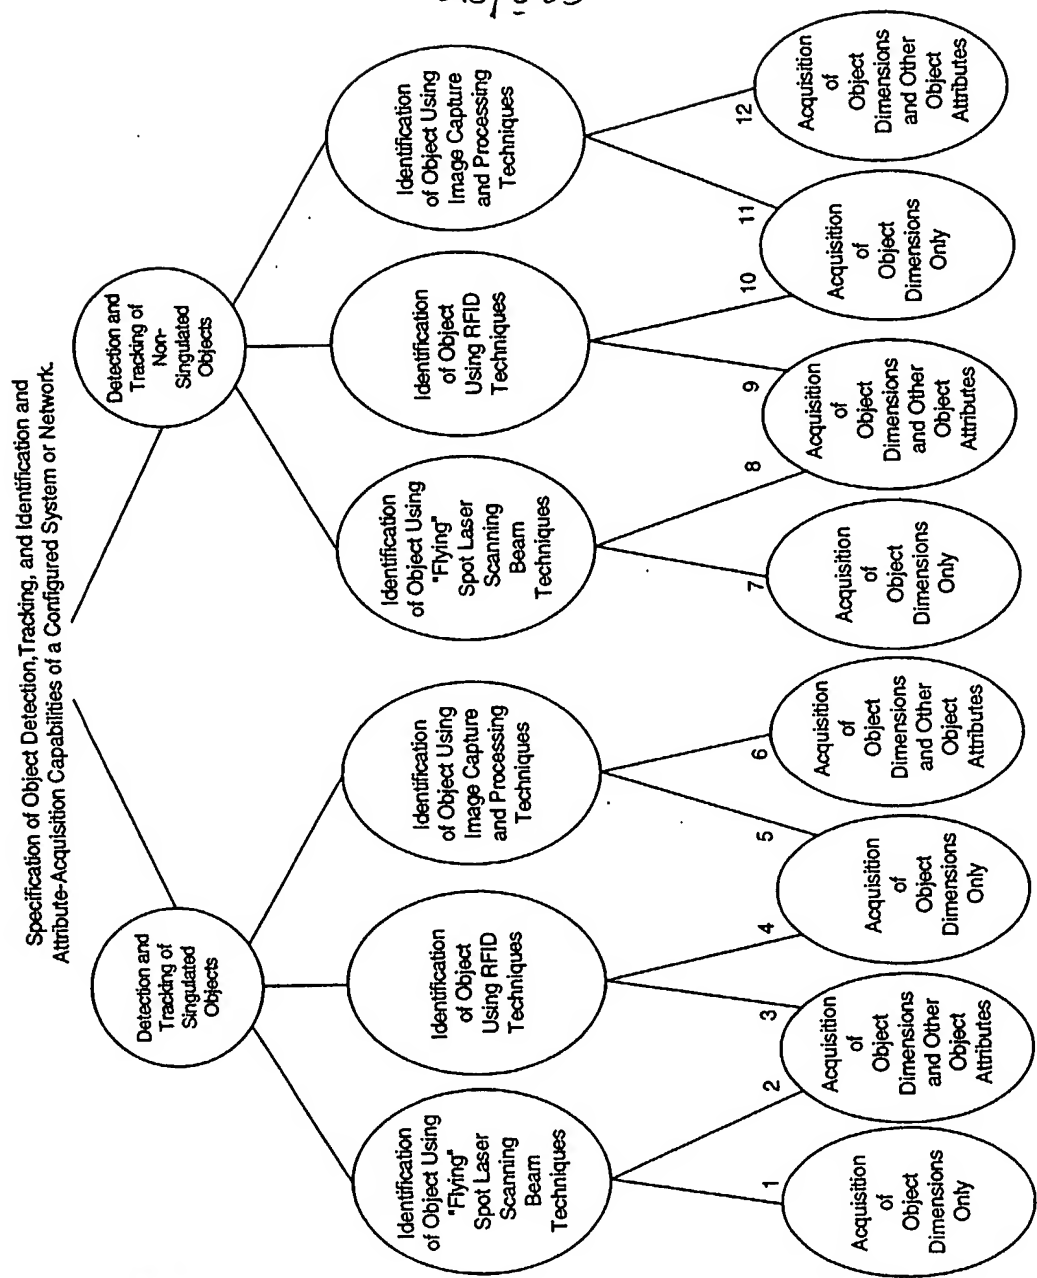 Specification of Object Detection,Tracking, and Identification and
Attribute-Acquisition Capabilities of a Configured System or Network.
Detection and
Tracking of
Singulated
Objects
Detection and
Tracking of
Non-
Singulated
Objects
Identification
of Object Using
"Flying"
Spot Laser
Scanning
Beam
Techniques
Identification
of Object
Using RFID
Techniques
Identification
of Object Using
Image Capture
and Processing
Techniques
Identification
of Object Using
"Flying"
Spot Laser
Scanning
Beam
Techniques
Identification
of Object
Using RFID
Techniques
Identification
of Object Using
Image Capture
and Processing
Techniques
1
2
3
4
5
6
7
8
9
10
11
12
Acquisition
of
Object
Dimensions
Only
Acquisition
of
Object
Dimensions
and Other
Object
Attributes
Acquisition
of
Object
Dimensions
Only
Acquisition
of
Object
Dimensions
and Other
Object
Attributes
Acquisition
of
Object
Dimensions
Only
Acquisition
of
Object
Dimensions
and Other
Object
Attributes
Acquisition
of
Object
Dimensions
Only
Acquisition
of
Object
Dimensions
and Other
Object
Attributes